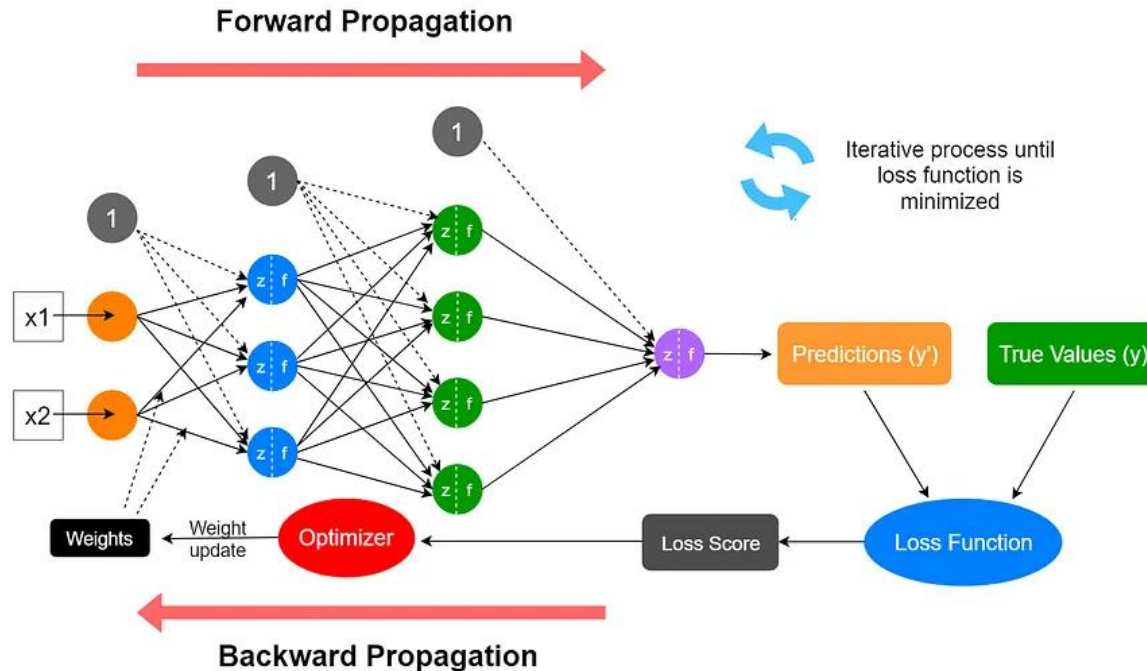 Forward Propagation
1
1
1
Iterative process until
loss function is
minimized
z f
z f
z f
z f
z f
z f
z f
z f
x1
x2
Predictions (y')
True Values (y)
Weights
Weight
update
Optimizer
Loss Score
Loss Function
Backward Propagation